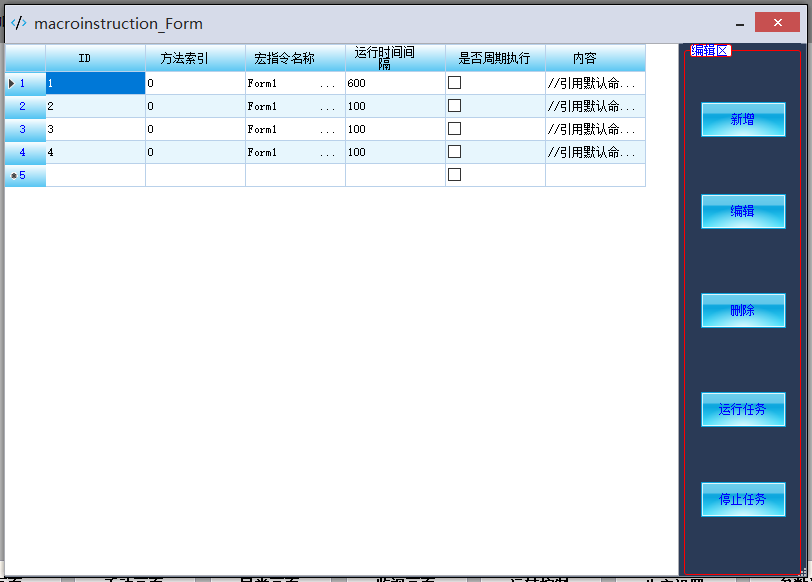 macroinstruction_Form
ID 方法索引 宏指令名称 运行时间间隔 是否周期执行 内容
1 1 0 Form1 ... 600 //引用默认命...
2 2 0 Form1 ... 100 //引用默认命...
3 3 0 Form1 ... 100 //引用默认命...
4 4 0 Form1 ... 100 //引用默认命...
5
编辑区
新增
编辑
删除
运行任务
停止任务